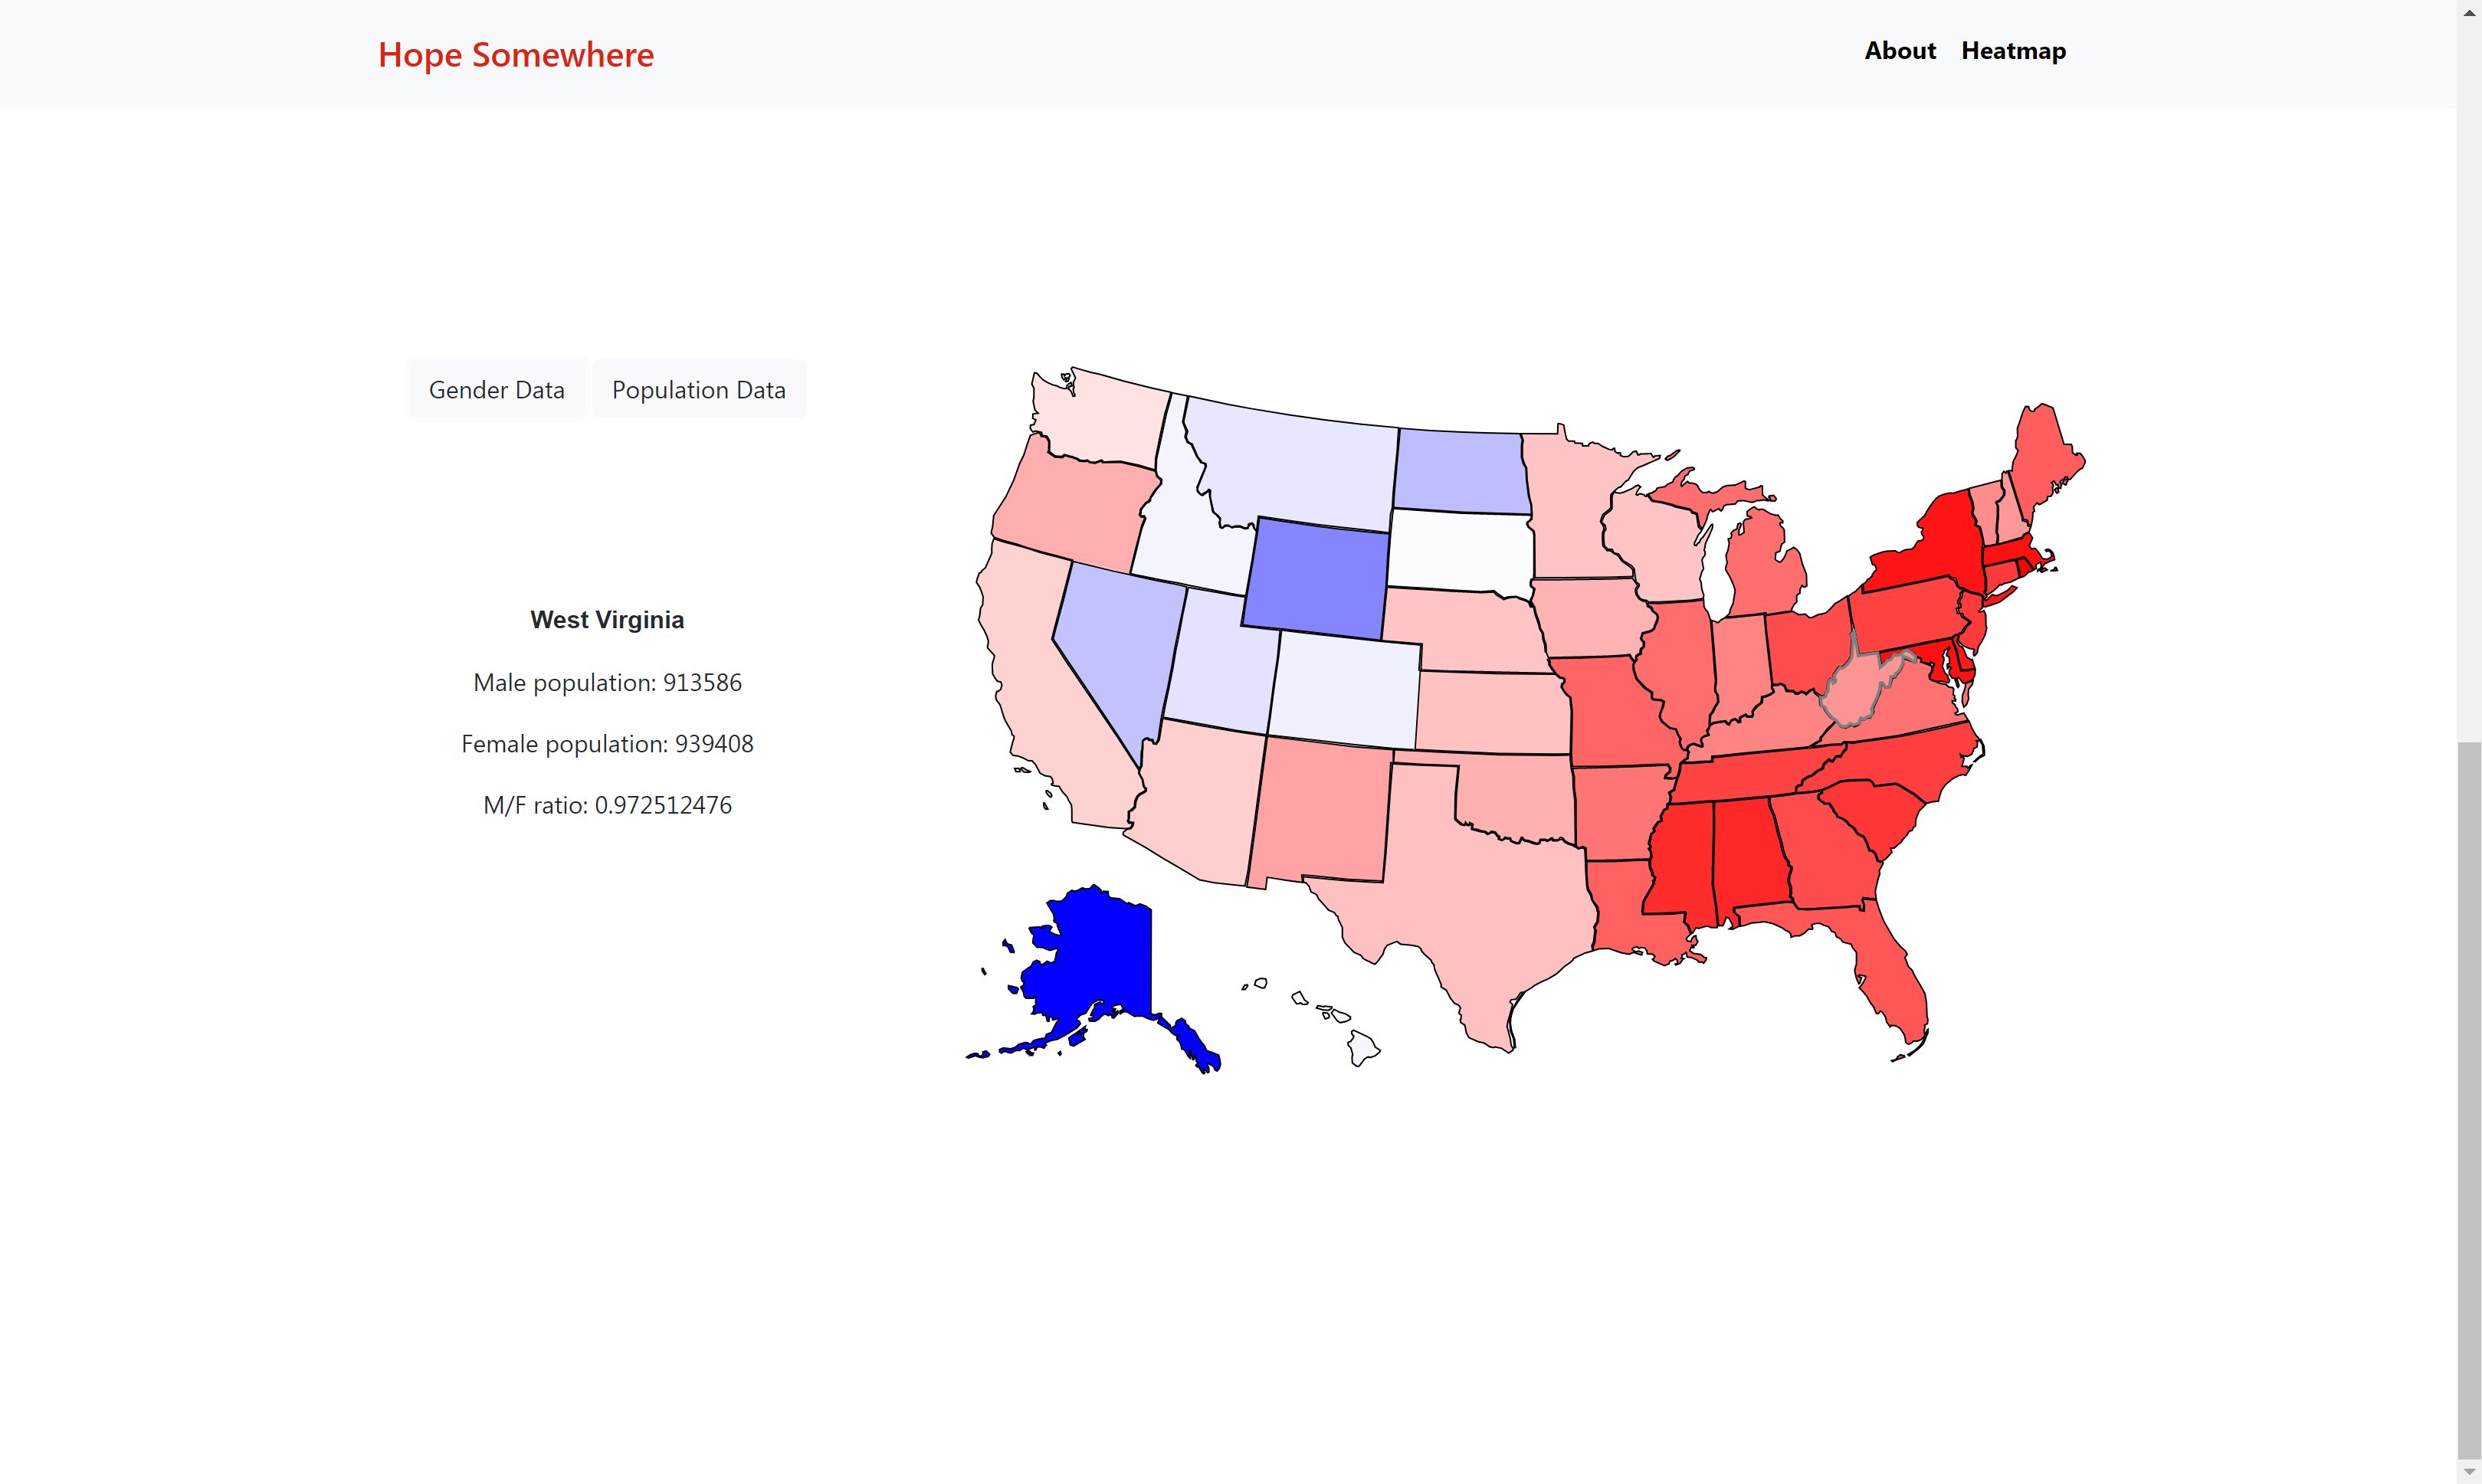 Hope Somewhere
About Heatmap
Gender Data Population Data
West Virginia
Male population: 913586
Female population: 939408
M/F ratio: 0.972512476